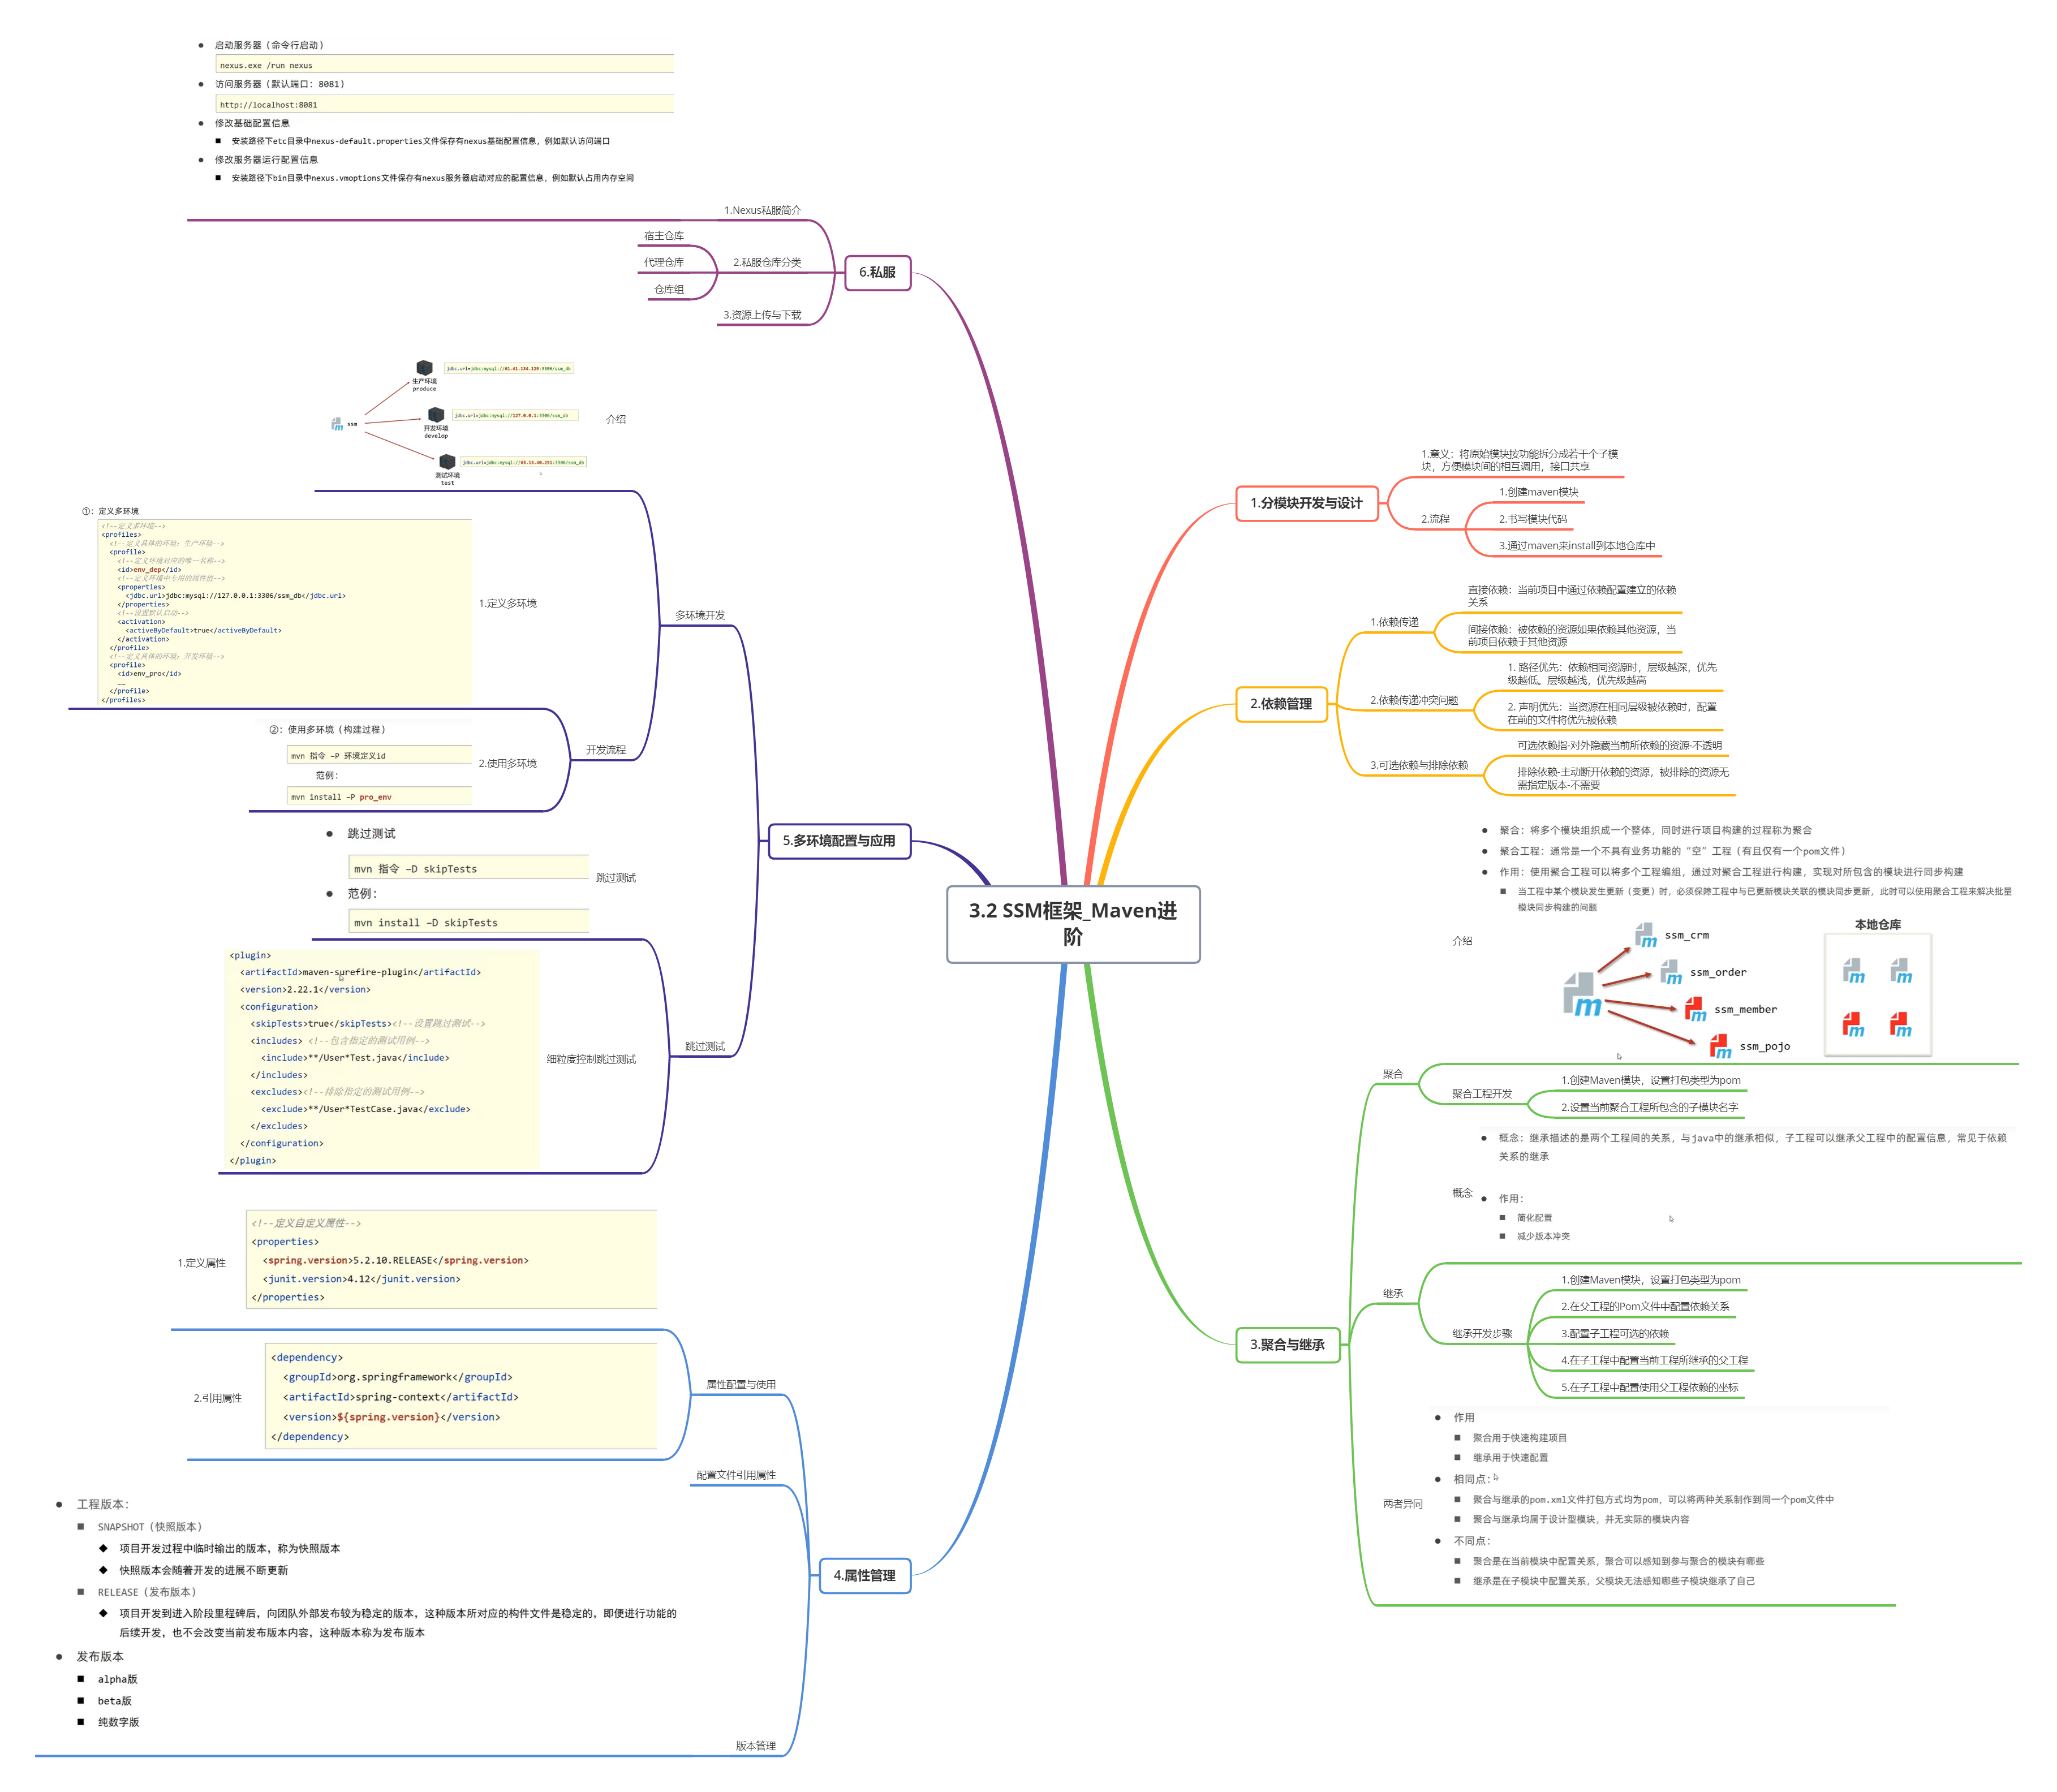 3.2 SSM框架_Maven进
阶
1.分模块开发与设计
1.意义：将原始模块按功能拆分成若干个子模
块，方便模块间的相互调用，接口共享
2.流程
1.创建maven模块
2.书写模块代码
3.通过maven来install到本地仓库中
2.依赖管理
1.依赖传递
直接依赖：当前项目中通过依赖配置建立的依赖
关系
间接依赖：被依赖的资源如果依赖其他资源，当
前项目依赖于其他资源
2.依赖传递冲突问题
1. 路径优先：依赖相同资源时，层级越深，优先
级越低。层级越浅，优先级越高
2. 声明优先：当资源在相同层级被依赖时，配置
在前的文件将优先被依赖
3.可选依赖与排除依赖
可选依赖指-对外隐藏当前所依赖的资源-不透明
排除依赖-主动断开依赖的资源，被排除的资源无
需指定版本-不需要
3.聚合与继承
聚合
介绍
● 聚合：将多个模块组织成一个整体，同时进行项目构建的过程称为聚合
● 聚合工程：通常是一个不具有业务功能的“空”工程（有且仅有一个pom文件）
● 作用：使用聚合工程可以将多个工程编组，通过对聚合工程进行构建，实现对所包含的模块进行同步构建
■ 当工程中某个模块发生更新（变更）时，必须保障工程中与已更新模块关联的模块同步更新，此时可以使用聚合工程来解决批量
模块同步构建的问题
本地仓库
ssm_crm
ssm_order
ssm_member
ssm_pojo
聚合工程开发
1.创建Maven模块，设置打包类型为pom
2.设置当前聚合工程所包含的子模块名字
继承
概念
● 概念：继承描述的是两个工程间的关系，与java中的继承相似，子工程可以继承父工程中的配置信息，常见于依赖
关系的继承
● 作用：
■ 简化配置
■ 减少版本冲突
继承开发步骤
1.创建Maven模块，设置打包类型为pom
2.在父工程的Pom文件中配置依赖关系
3.配置子工程可选的依赖
4.在子工程中配置当前工程所继承的父工程
5.在子工程中配置使用父工程依赖的坐标
两者异同
● 作用
■ 聚合用于快速构建项目
■ 继承用于快速配置
● 相同点：
■ 聚合与继承的pom.xml文件打包方式均为pom，可以将两种关系制作到同一个pom文件中
■ 聚合与继承均属于设计型模块，并无实际的模块内容
● 不同点：
■ 聚合是在当前模块中配置关系，聚合可以感知到参与聚合的模块有哪些
■ 继承是在子模块中配置关系，父模块无法感知哪些子模块继承了自己
4.属性管理
属性配置与使用
1.定义属性
<!--定义自定义属性-->
<properties>
<spring.version>5.2.10.RELEASE</spring.version>
<junit.version>4.12</junit.version>
</properties>
2.引用属性
<dependency>
<groupId>org.springframework</groupId>
<artifactId>spring-context</artifactId>
<version>${spring.version}</version>
</dependency>
配置文件引用属性
版本管理
● 工程版本：
■ SNAPSHOT（快照版本）
◆ 项目开发过程中临时输出的版本，称为快照版本
◆ 快照版本会随着开发的进展不断更新
■ RELEASE（发布版本）
◆ 项目开发到进入阶段里程碑后，向团队外部发布较为稳定的版本，这种版本所对应的构件文件是稳定的，即便进行功能的
后续开发，也不会改变当前发布版本内容，这种版本称为发布版本
● 发布版本
■ alpha版
■ beta版
■ 纯数字版
5.多环境配置与应用
多环境开发
介绍
ssm
生产环境
produce
jdbc.url=jdbc:mysql://
:3306/ssm_db
开发环境
develop
jdbc.url=jdbc:mysql://127.0.0.1:3306/ssm_db
测试环境
test
jdbc.url=jdbc:mysql://
:3306/ssm_db
开发流程
1.定义多环境
①：定义多环境
<!--定义多环境-->
<profiles>
<!--定义具体的环境：生产环境-->
<profile>
<!--定义环境对应的唯一名称-->
<id>env_dep</id>
<!--定义环境中专用的属性值-->
<properties>
<jdbc.url>jdbc:mysql://127.0.0.1:3306/ssm_db</jdbc.url>
</properties>
<!--设置默认启动-->
<activation>
<activeByDefault>true</activeByDefault>
</activation>
</profile>
<!--定义具体的环境：开发环境-->
<profile>
<id>env_pro</id>
……
</profile>
</profiles>
2.使用多环境
②：使用多环境（构建过程）
mvn 指令 –P 环境定义id
范例：
mvn install –P pro_env
跳过测试
跳过测试
● 跳过测试
mvn 指令 –D skipTests
● 范例：
mvn install –D skipTests
细粒度控制跳过测试
<plugin>
<artifactId>maven-surefire-plugin</artifactId>
<version>2.22.1</version>
<configuration>
<skipTests>true</skipTests><!--设置跳过测试-->
<includes> <!--包含指定的测试用例-->
<include>**/User*Test.java</include>
</includes>
<excludes><!--排除指定的测试用例-->
<exclude>**/User*TestCase.java</exclude>
</excludes>
</configuration>
</plugin>
6.私服
1.Nexus私服简介
● 启动服务器（命令行启动）
nexus.exe /run nexus
● 访问服务器（默认端口：8081）
http://localhost:8081
● 修改基础配置信息
■ 安装路径下etc目录中nexus-default.properties文件保存有nexus基础配置信息，例如默认访问端口
● 修改服务器运行配置信息
■ 安装路径下bin目录中nexus.vmoptions文件保存有nexus服务器启动对应的配置信息，例如默认占用内存空间
2.私服仓库分类
宿主仓库
代理仓库
仓库组
3.资源上传与下载